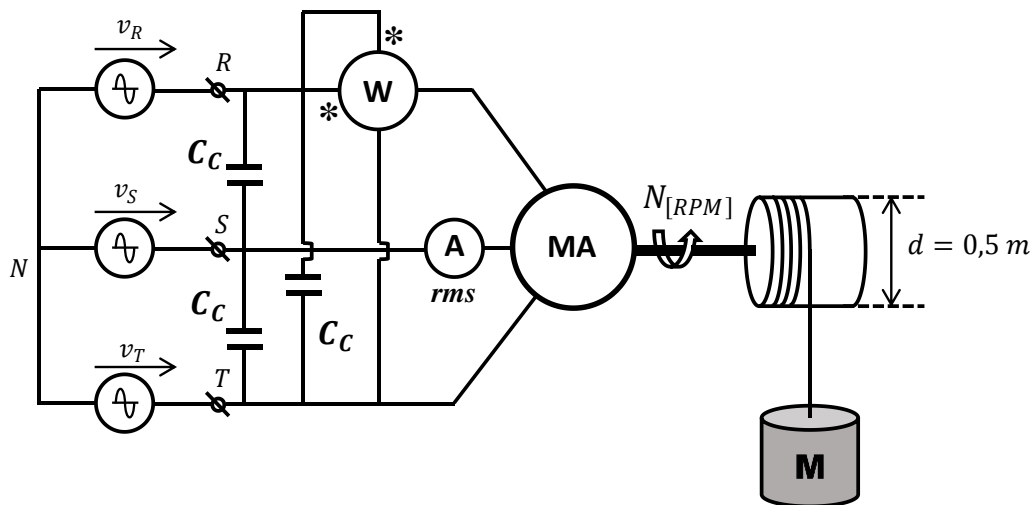 v_R
R
*
W
*
C_C
v_S
S
N
A
rms
MA
N_[RPM]
d = 0,5 m
C_C
C_C
v_T
T
M